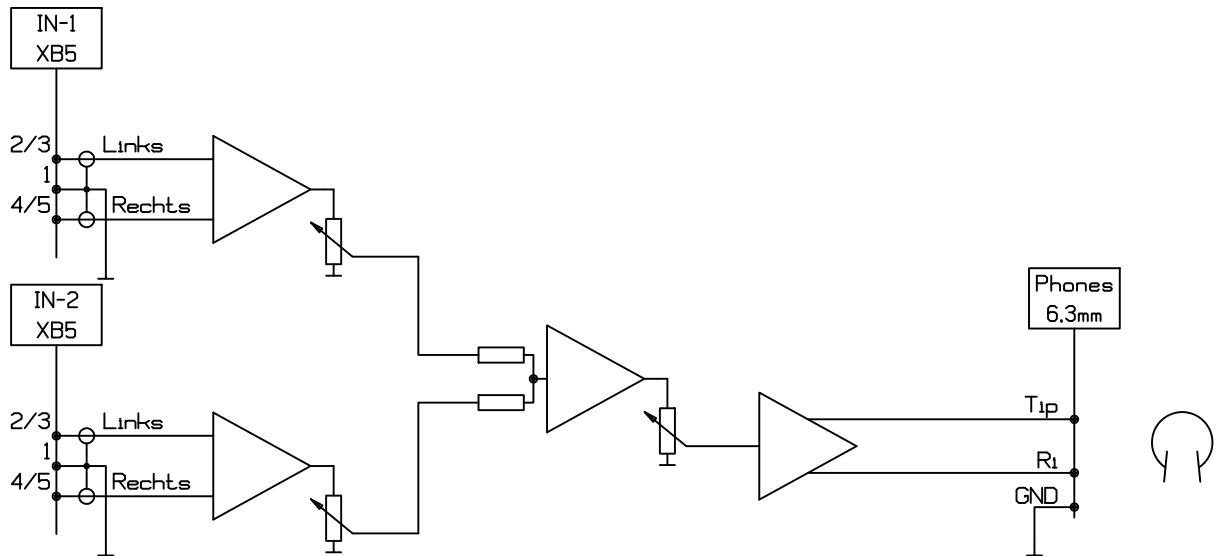 IN-1
XB5
2/3
Links
1
4/5
Rechts
IN-2
XB5
2/3
Links
1
4/5
Rechts
Phones
6.3mm
Tip
Ri
GND